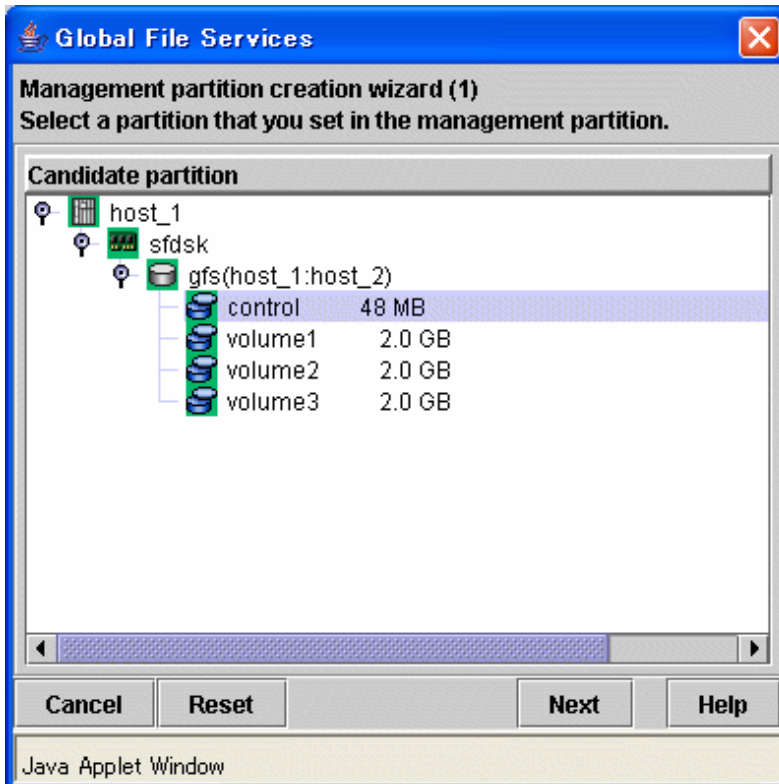 Global File Services
Management partition creation wizard (1)
Select a partition that you set in the management partition.
Candidate partition
host_1
sfdsk
gfs(host_1:host_2)
control 48 MB
volume1 2.0 GB
volume2 2.0 GB
volume3 2.0 GB
Cancel Reset Next Help
Java Applet Window